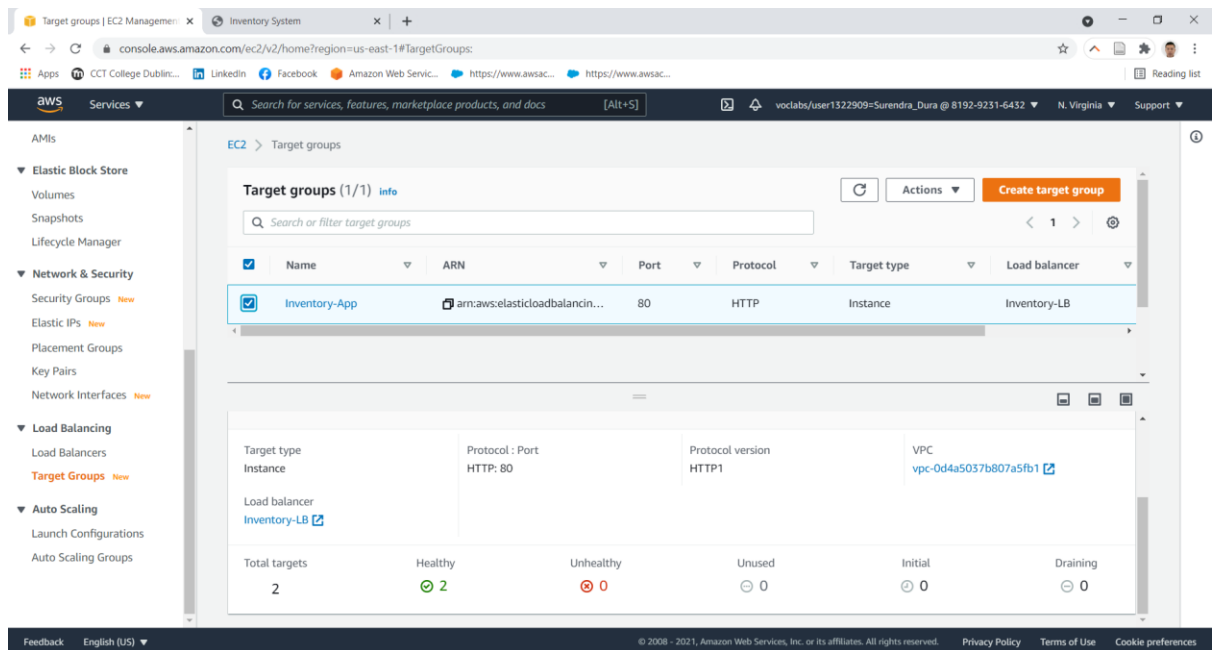 Target groups | EC2 Managemen
Inventory System
console.aws.amazon.com/ec2/v2/home?region=us-east-1#TargetGroups:
Apps CCT College Dublin:... LinkedIn Facebook Amazon Web Servic... https://www.awsac... https://www.awsac... Reading list
aws Services Search for services, features, marketplace products, and docs [Alt+S] voclabs/user1322909=Surendra_Dura @ 8192-9231-6432 N. Virginia Support
AMIs
Elastic Block Store
Volumes
Snapshots
Lifecycle Manager
Network & Security
Security Groups New
Elastic IPs New
Placement Groups
Key Pairs
Network Interfaces New
Load Balancing
Load Balancers
Target Groups New
Auto Scaling
Launch Configurations
Auto Scaling Groups
EC2 > Target groups
Target groups (1/1) info
Actions Create target group
Search or filter target groups
1
Name ARN Port Protocol Target type Load balancer
Inventory-App arn:aws:elasticloadbalancin... 80 HTTP Instance Inventory-LB
Target type Protocol : Port Protocol version VPC
Instance HTTP: 80 HTTP1 vpc-0d4a5037b807a5fb1
Load balancer
Inventory-LB
Total targets Healthy Unhealthy Unused Initial Draining
2 2 0 0 0 0
Feedback English (US) © 2008 - 2021, Amazon Web Services, Inc. or its affiliates. All rights reserved. Privacy Policy Terms of Use Cookie preferences